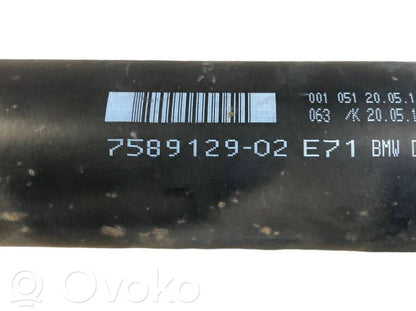 001 051 20.05.1
063 /K 20.05.1
7589129-02 E71 BMW D
© Ovoko